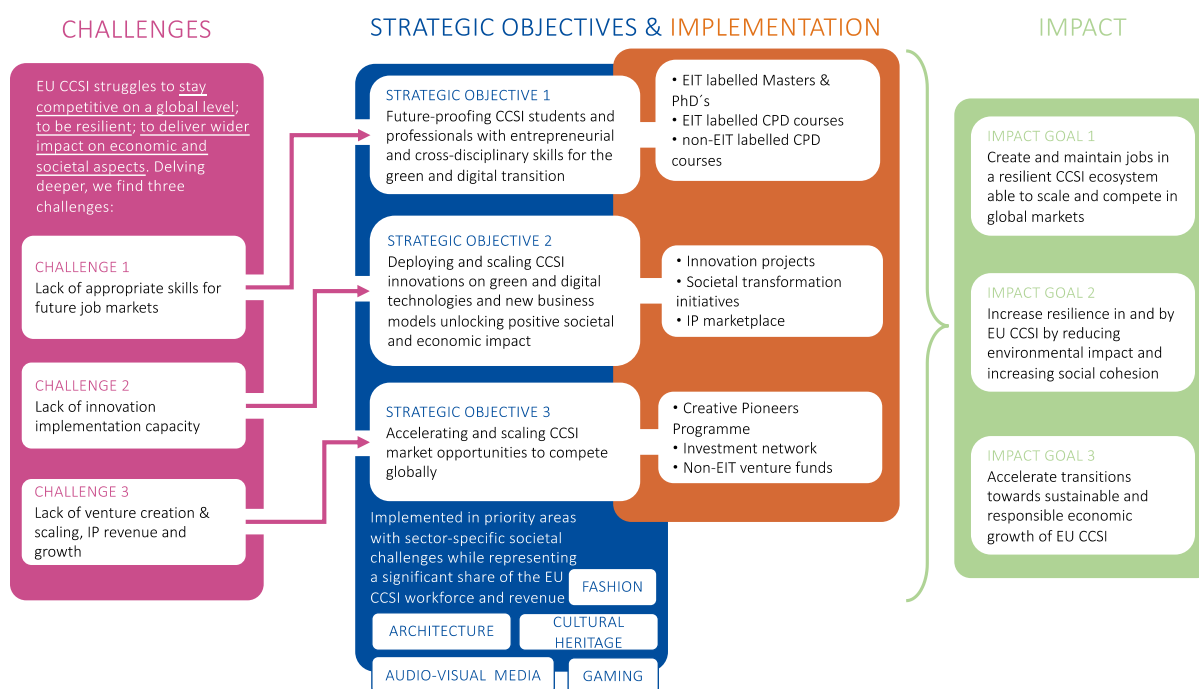 CHALLENGES
EU CCSI struggles to stay
competitive on a global level;
to be resilient; to deliver wider
impact on economic and
societal aspects. Delving
deeper, we find three
challenges:
CHALLENGE 1
Lack of appropriate skills for
future job markets
CHALLENGE 2
Lack of innovation
implementation capacity
CHALLENGE 3
Lack of venture creation &
scaling, IP revenue and
growth
STRATEGIC OBJECTIVES & IMPLEMENTATION
STRATEGIC OBJECTIVE 1
Future-proofing CCSI students and
professionals with entrepreneurial
and cross-disciplinary skills for the
green and digital transition
• EIT labelled Masters &
PhD´s
• EIT labelled CPD courses
• non-EIT labelled CPD
courses
STRATEGIC OBJECTIVE 2
Deploying and scaling CCSI
innovations on green and digital
technologies and new business
models unlocking positive societal
and economic impact
• Innovation projects
• Societal transformation
initiatives
• IP marketplace
STRATEGIC OBJECTIVE 3
Accelerating and scaling CCSI
market opportunities to compete
globally
• Creative Pioneers
Programme
• Investment network
• Non-EIT venture funds
Implemented in priority areas
with sector-specific societal
challenges while representing
a significant share of the EU
CCSI workforce and revenue
FASHION
ARCHITECTURE
CULTURAL
HERITAGE
AUDIO-VISUAL MEDIA
GAMING
IMPACT
IMPACT GOAL 1
Create and maintain jobs in
a resilient CCSI ecosystem
able to scale and compete in
global markets
IMPACT GOAL 2
Increase resilience in and by
EU CCSI by reducing
environmental impact and
increasing social cohesion
IMPACT GOAL 3
Accelerate transitions
towards sustainable and
responsible economic
growth of EU CCSI